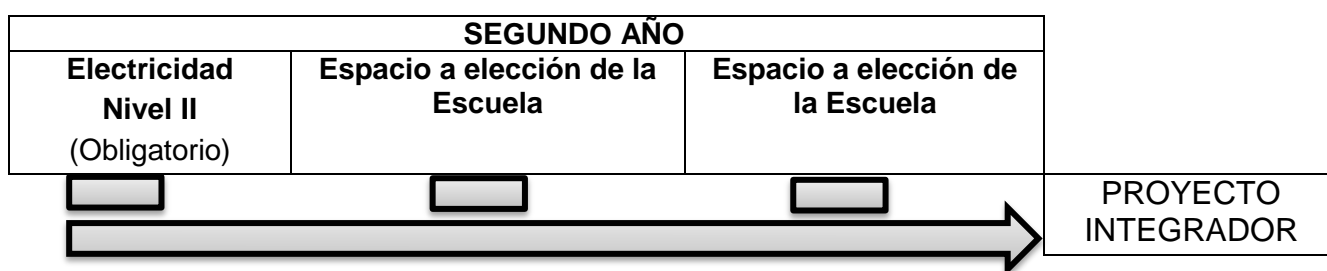 SEGUNDO AÑO
Electricidad
Nivel II
(Obligatorio)
Espacio a elección de la
Escuela
Espacio a elección de
la Escuela
PROYECTO
INTEGRADOR